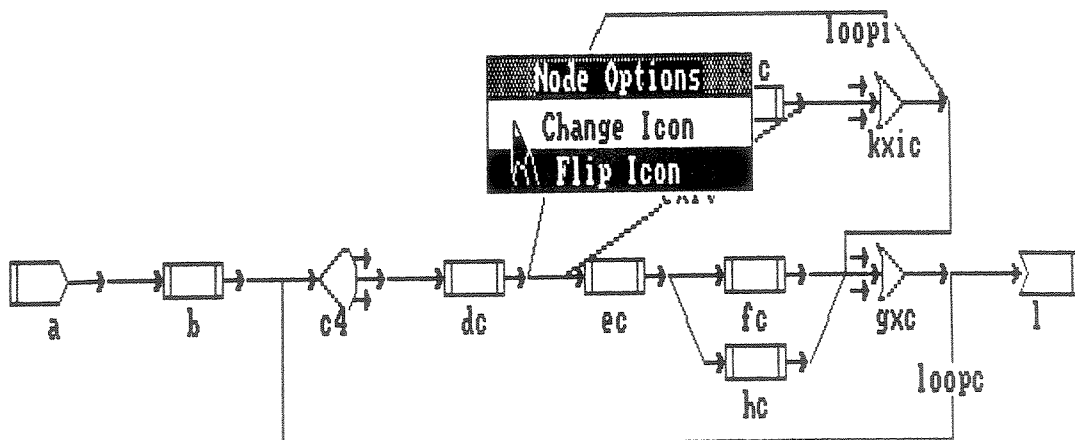 loopi
Node Options
c
Change Icon
kxic
Flip Icon
a
b
c4
dc
ec
fc
gxc
l
loopc
hc